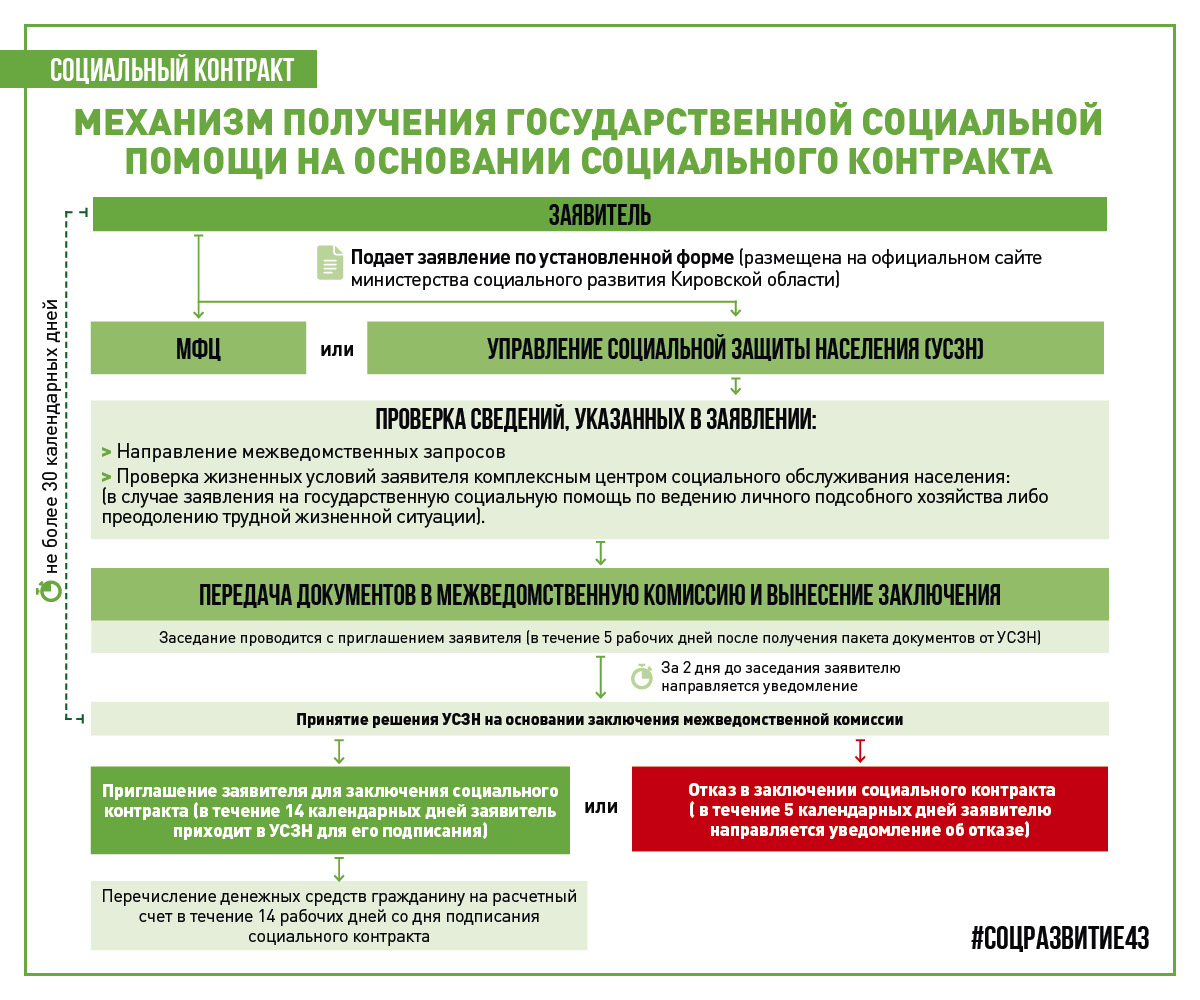 СОЦИАЛЬНЫЙ КОНТРАКТ
МЕХАНИЗМ ПОЛУЧЕНИЯ ГОСУДАРСТВЕННОЙ СОЦИАЛЬНОЙ
ПОМОЩИ НА ОСНОВАНИИ СОЦИАЛЬНОГО КОНТРАКТА
ЗАЯВИТЕЛЬ
Подает заявление по установленной форме (размещена на официальном сайте
министерства социального развития Кировской области)
МФЦ
или
УПРАВЛЕНИЕ СОЦИАЛЬНОЙ ЗАЩИТЫ НАСЕЛЕНИЯ (УСЗН)
не более 30 календарных дней
ПРОВЕРКА СВЕДЕНИЙ, УКАЗАННЫХ В ЗАЯВЛЕНИИ:
> Направление межведомственных запросов
> Проверка жизненных условий заявителя комплексным центром социального обслуживания населения:
(в случае заявления на государственную социальную помощь по ведению личного подсобного хозяйства либо
преодолению трудной жизненной ситуации).
ПЕРЕДАЧА ДОКУМЕНТОВ В МЕЖВЕДОМСТВЕННУЮ КОМИССИЮ И ВЫНЕСЕНИЕ ЗАКЛЮЧЕНИЯ
Заседание проводится с приглашением заявителя (в течение 5 рабочих дней после получения пакета документов от УСЗН)
За 2 дня до заседания заявителю
направляется уведомление
Принятие решения УСЗН на основании заключения межведомственной комиссии
Приглашение заявителя для заключения социального
контракта (в течение 14 календарных дней заявитель
приходит в УСЗН для его подписания)
или
Отказ в заключении социального контракта
( в течение 5 календарных дней заявителю
направляется уведомление об отказе)
Перечисление денежных средств гражданину на расчетный
счет в течение 14 рабочих дней со дня подписания
социального контракта
#СОЦРАЗВИТИЕ43